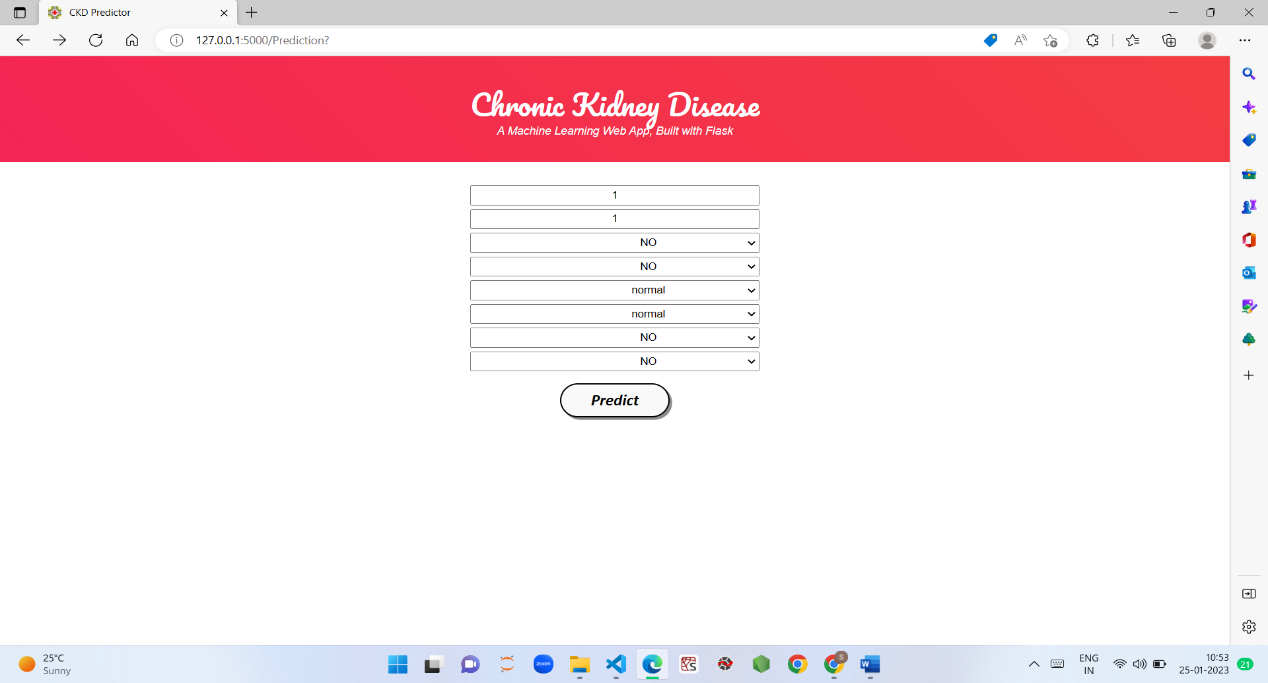 CKD Predictor
127.0.0.1:5000/Prediction?
Chronic Kidney Disease
A Machine Learning Web App, Built with Flask
1
1
NO
NO
normal
normal
NO
NO
Predict
25°C
Sunny
zoom
S
W
ENG
IN
10:53
25-01-2023
21